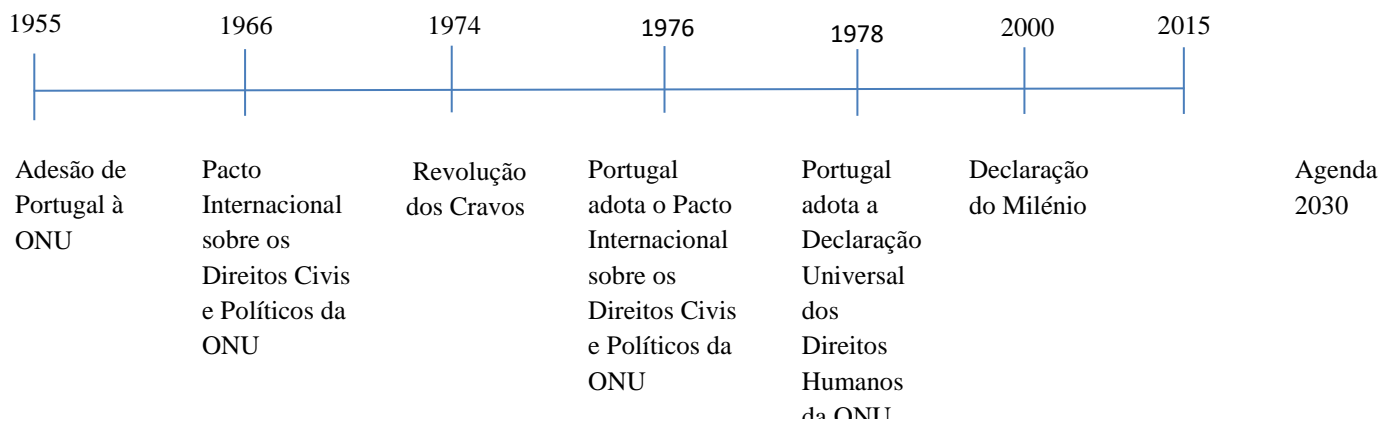 1955 1966 1974 1976 1978 2000 2015
Adesão de
Portugal à
ONU
Pacto
Internacional
sobre os
Direitos Civis
e Políticos da
ONU
Revolução
dos Cravos
Portugal
adota o Pacto
Internacional
sobre os
Direitos Civis
e Políticos da
ONU
Portugal
adota a
Declaração
Universal
dos
Direitos
Humanos
da ONU
Declaração
do Milénio
Agenda
2030